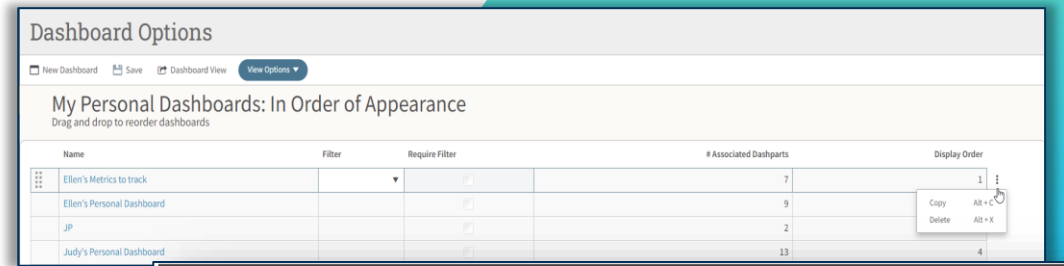 Dashboard Options
New Dashboard Save Dashboard View View Options
My Personal Dashboards: In Order of Appearance
Drag and drop to reorder dashboards
Name Filter Require Filter # Associated Dashparts Display Order
Ellen's Metrics to track 7 1
Ellen's Personal Dashboard 9
Copy Alt + C
JP 2
Delete Alt + X
Judy's Personal Dashboard 13 4